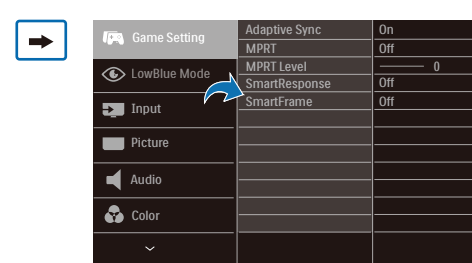 Game Setting
LowBlue Mode
Input
Picture
Audio
Color
Adaptive Sync On
MPRT Off
MPRT Level 0
SmartResponse Off
SmartFrame Off